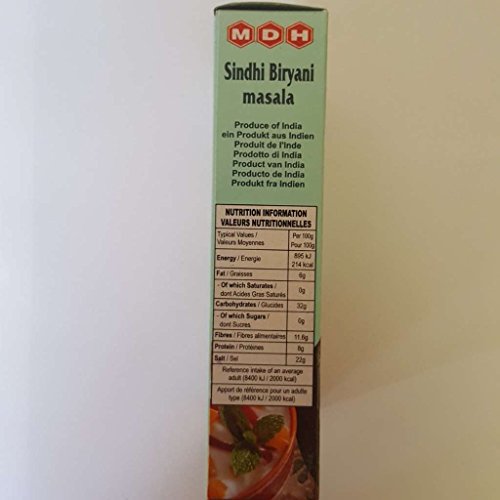 MDH
Sindhi Biryani
masala
Produce of India
ein Produkt aus Indien
Produit de l'Inde
Prodotto di India
Product van India
Producto de India
Produkt fra Indien
NUTRITION INFORMATION
VALEURS NUTRITIONNELLES
Typical Values / Per 100g
Valeurs Moyennes Pour 100g
Energy / Energie 895 kJ
214 kcal
Fat / Graisses 6g
- Of which Saturates / 0g
dont Acides Gras Saturés
Carbohydrates / Glucides 32g
- Of which Sugars / 0g
dont Sucres
Fibres / Fibres alimentaires 11.6g
Protein / Protéines 8g
Salt / Sel 22g
Reference intake of an average
adult (8400 kJ / 2000 kcal)
Apport de référence pour un adulte
type (8400 kJ / 2000 kcal)